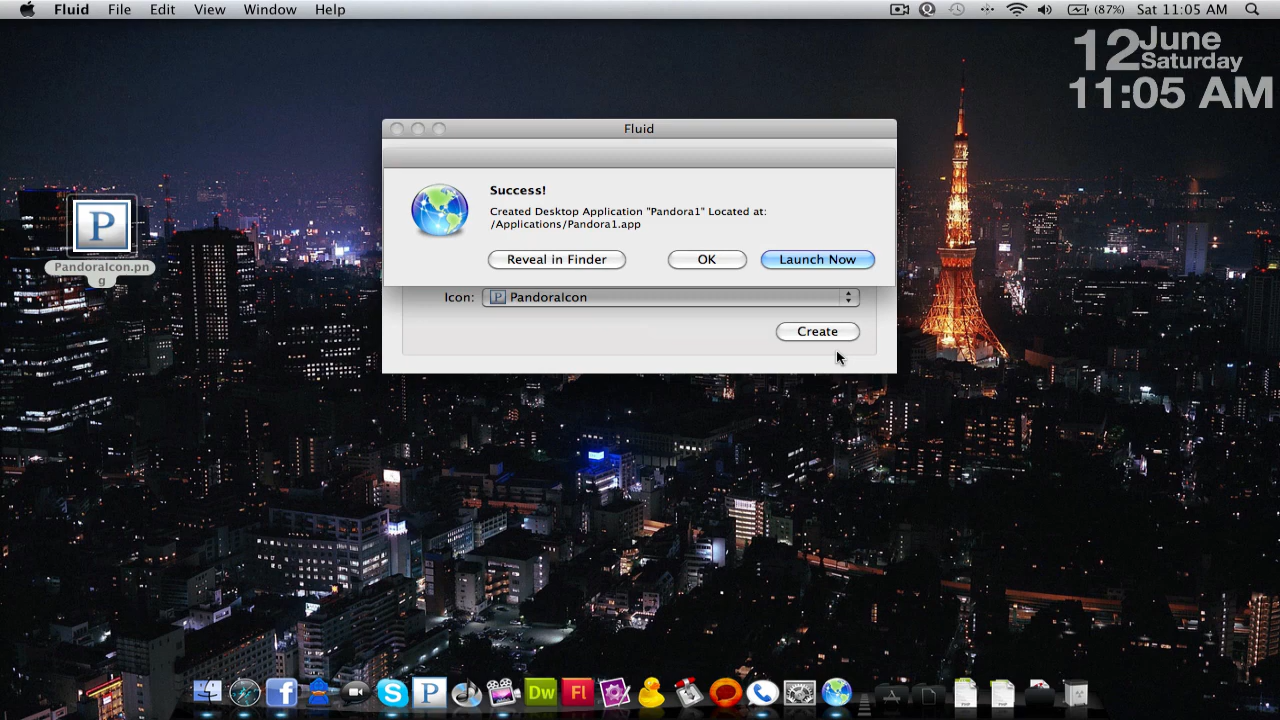 Fluid File Edit View Window Help (87%) Sat 11:05 AM
12 June
Saturday
11:05 AM
Fluid
Success!
Created Desktop Application "Pandora1" Located at:
/Applications/Pandora1.app
Reveal in Finder OK Launch Now
Icon: P PandoraIcon
Create
P
PandoraIcon.pn
g
f S P Dw Fl